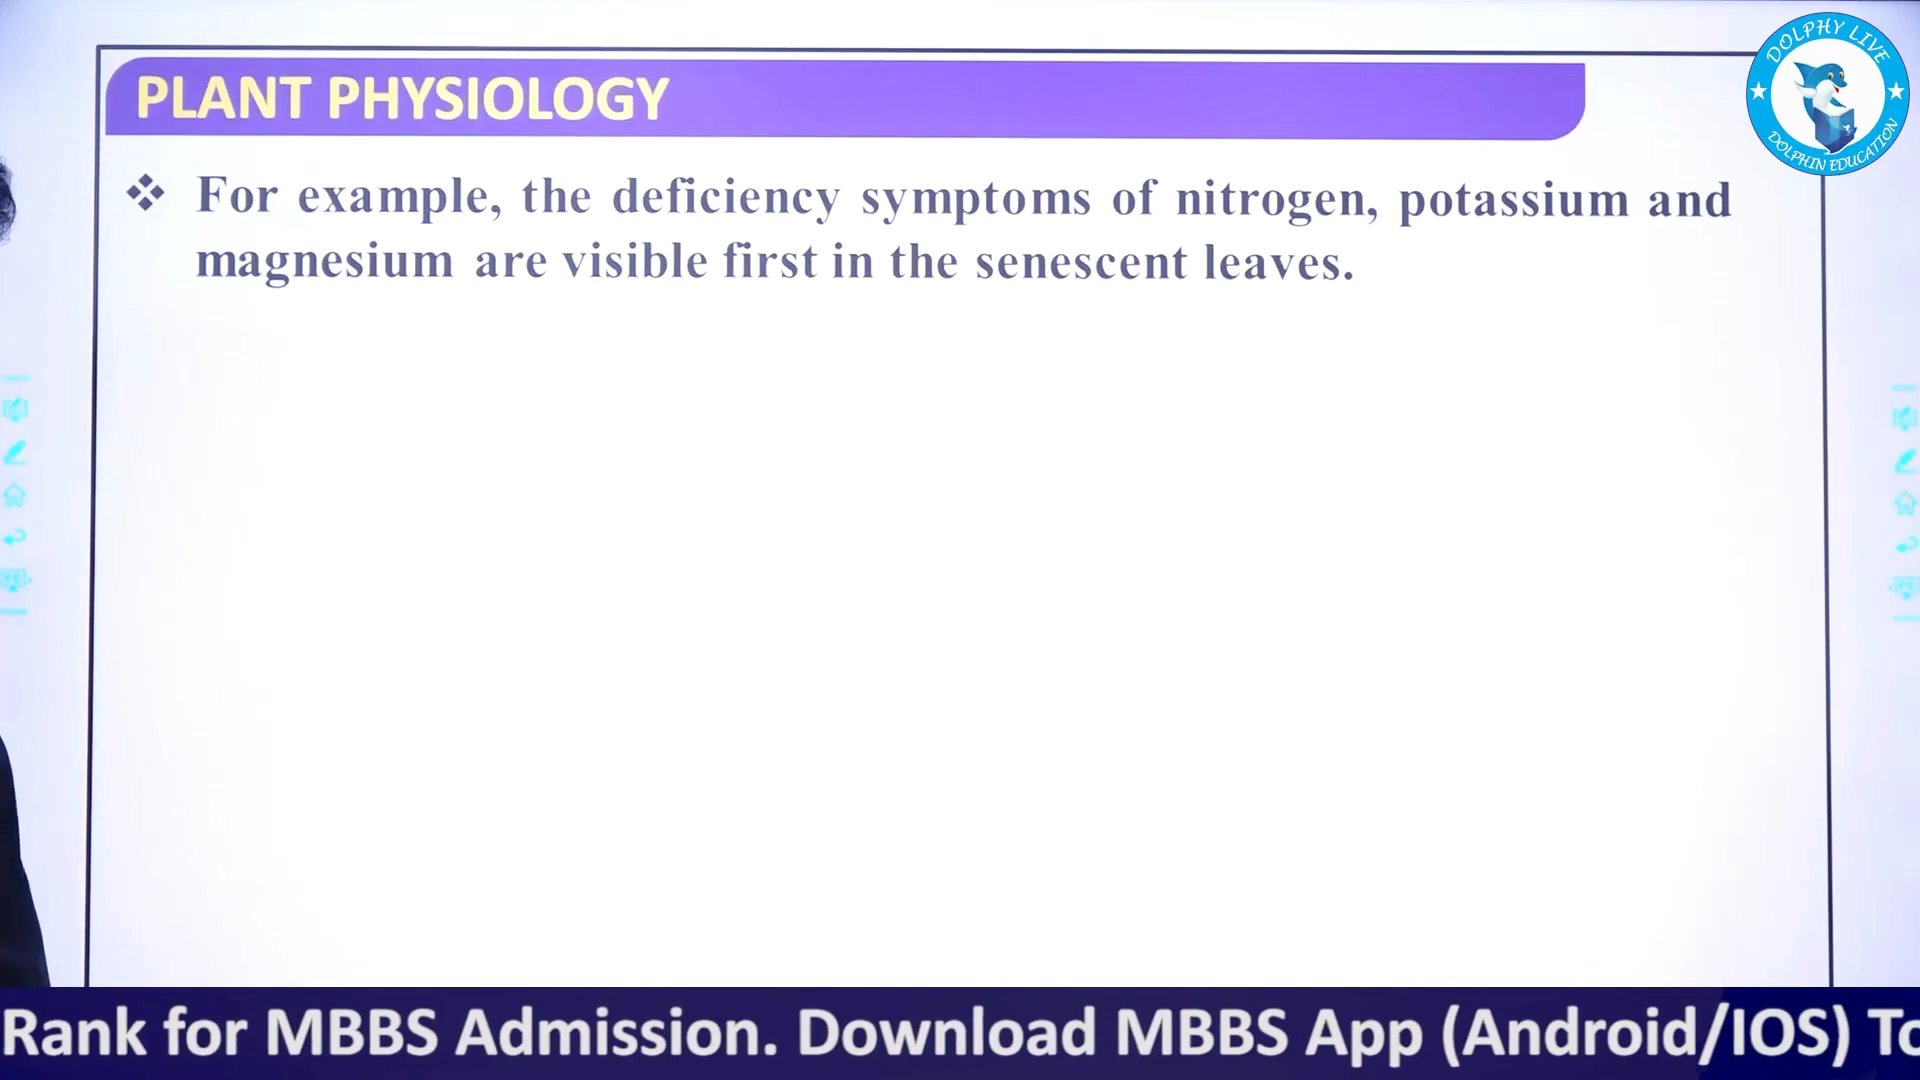 DOLPHY LIVE
DOLPHIN EDUCATION
PLANT PHYSIOLOGY
❖ For example, the deficiency symptoms of nitrogen, potassium and
magnesium are visible first in the senescent leaves.
Rank for MBBS Admission. Download MBBS App (Android/IOS) To